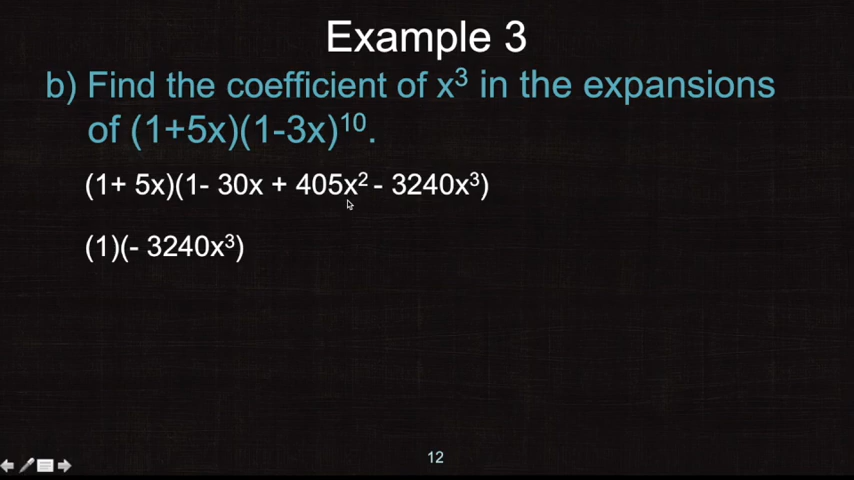 Example 3
b) Find the coefficient of x³ in the expansions
of (1+5x)(1-3x)¹⁰.
(1+ 5x)(1- 30x + 405x² - 3240x³)
(1)(- 3240x³)
12